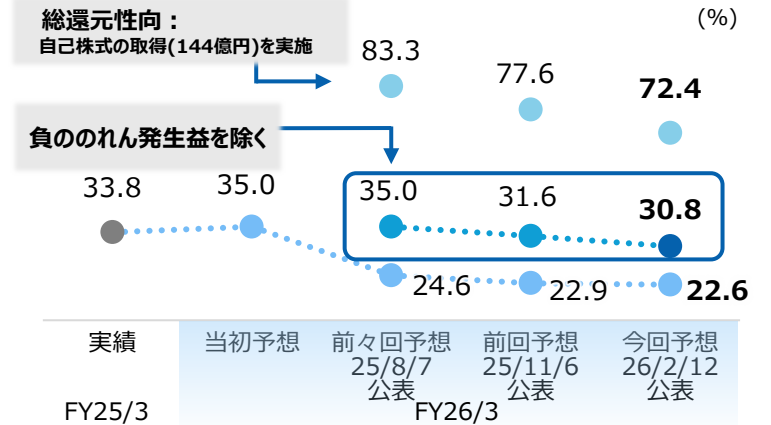 総還元性向：
自己株式の取得(144億円)を実施
(%)
83.3
77.6
72.4
負ののれん発生益を除く
33.8
35.0
35.0
31.6
30.8
24.6
22.9
22.6
実績
当初予想
前々回予想
25/8/7
公表
前回予想
25/11/6
公表
今回予想
26/2/12
公表
FY25/3
FY26/3